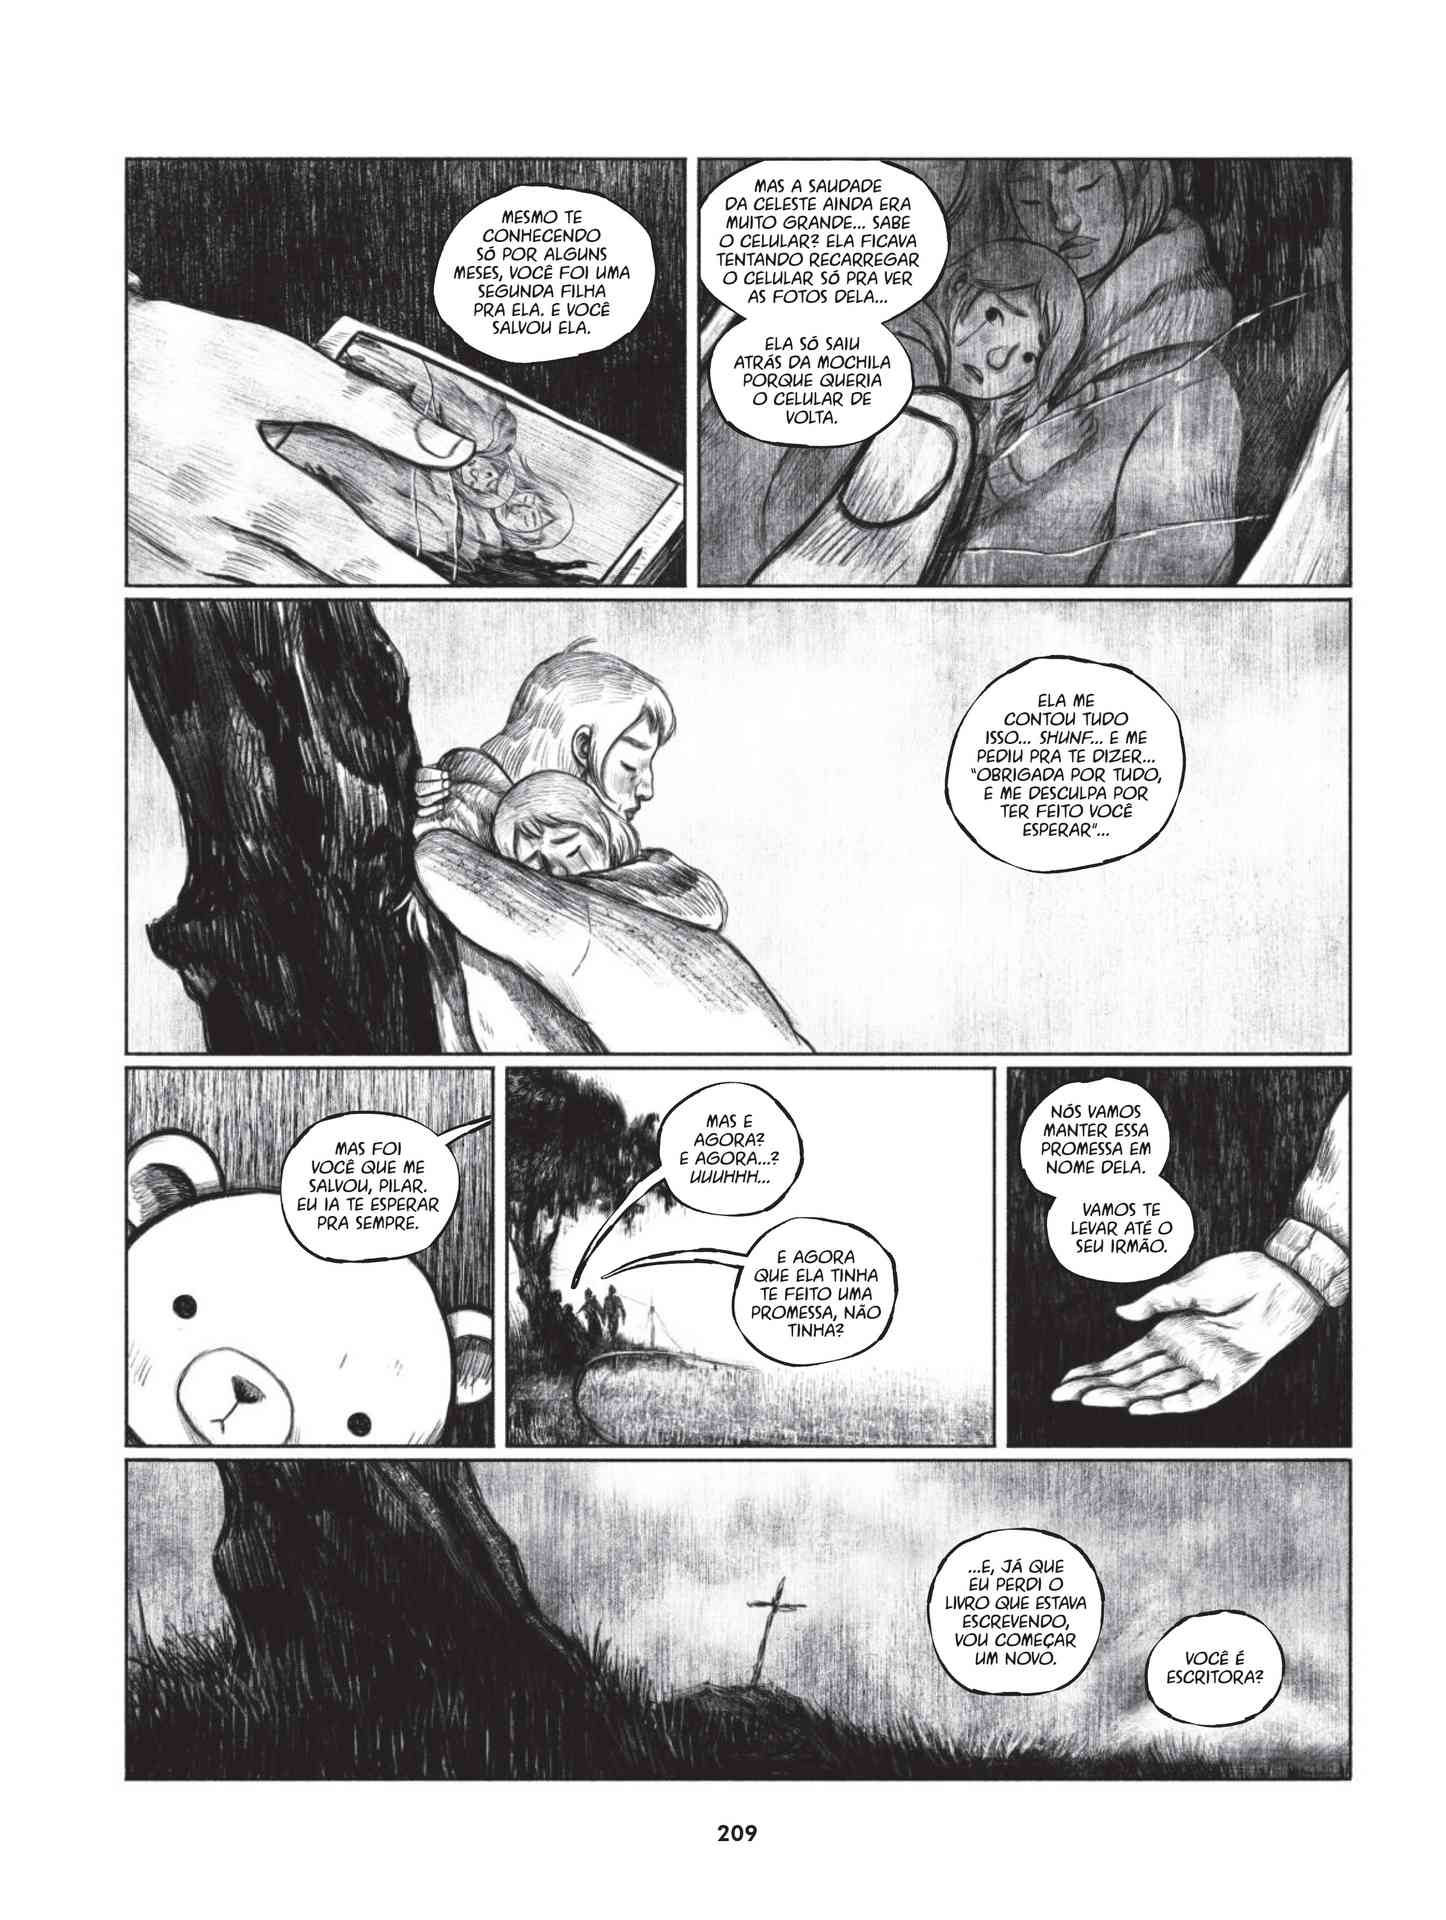 MESMO TE
CONHECENDO
SÓ POR ALGUNS
MESES, VOCÊ FOI UMA
SEGUNDA FILHA
PRA ELA. E VOCÊ
SALVOU ELA.
MAS A SAUDADE
DA CELESTE AINDA ERA
MUITO GRANDE... SABE
O CELULAR? ELA FICAVA
TENTANDO RECARREGAR
O CELULAR SÓ PRA VER
AS FOTOS DELA...
ELA SÓ SAIU
ATRÁS DA MOCHILA
PORQUE QUERIA
O CELULAR DE
VOLTA.
ELA ME
CONTOU TUDO
ISSO... SHUNF... E ME
PEDIU PRA TE DIZER...
"OBRIGADA POR TUDO,
E ME DESCULPA POR
TER FEITO VOCÊ
ESPERAR"...
MAS FOI
VOCÊ QUE ME
SALVOU, PILAR.
EU IA TE ESPERAR
PRA SEMPRE.
MAS E
AGORA?
E AGORA...?
UUUHHH...
E AGORA
QUE ELA TINHA
TE FEITO UMA
PROMESSA, NÃO
TINHA?
NÓS VAMOS
MANTER ESSA
PROMESSA EM
NOME DELA.
VAMOS TE
LEVAR ATÉ O
SEU IRMÃO.
...E, JÁ QUE
EU PERDI O
LIVRO QUE ESTAVA
ESCREVENDO,
VOU COMEÇAR
UM NOVO.
VOCÊ É
ESCRITORA?
209